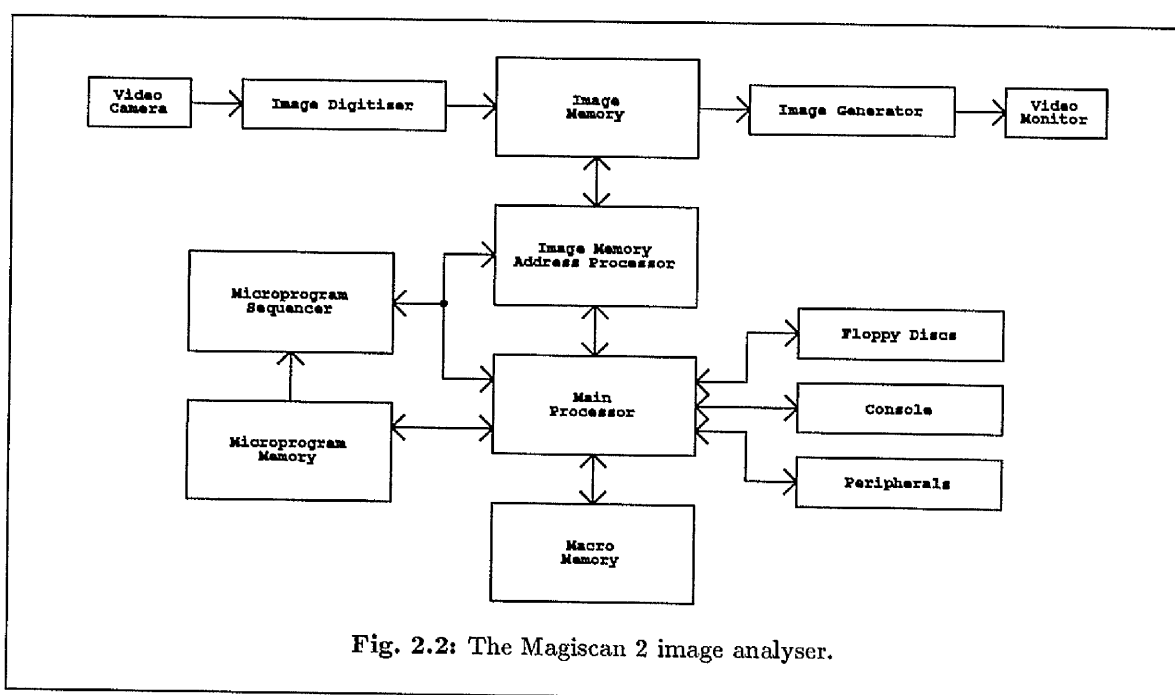 Video
Camera
Image Digitiser
Image
Memory
Image Generator
Video
Monitor
Image Memory
Address Processor
Microprogram
Sequencer
Floppy Discs
Main
Processor
Console
Microprogram
Memory
Peripherals
Macro
Memory
Fig. 2.2: The Magiscan 2 image analyser.